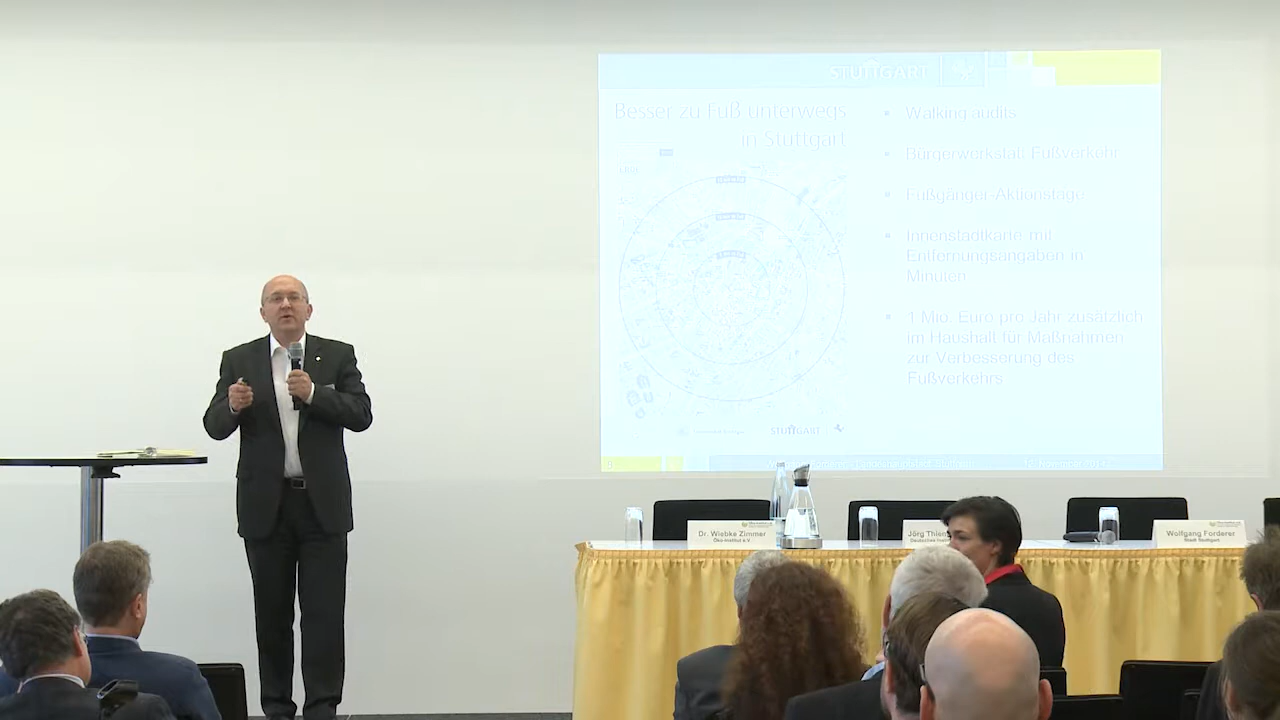 STUTTGART
Besser zu Fuß unterwegs
in Stuttgart
▪ Walking audits
▪ Bürgerwerkstatt Fußverkehr
▪ Fußgänger-Aktionstage
▪ Innenstadtkarte mit
Entfernungsangaben in
Minuten
▪ 1 Mio. Euro pro Jahr zusätzlich
im Haushalt für Maßnahmen
zur Verbesserung des
Fußverkehrs
STUTTGART
9
Dr. Wiebke Zimmer
Öko-Institut e.V.
Jörg Thiem
Deutsches
Wolfgang Forderer
Stadt Stuttgart